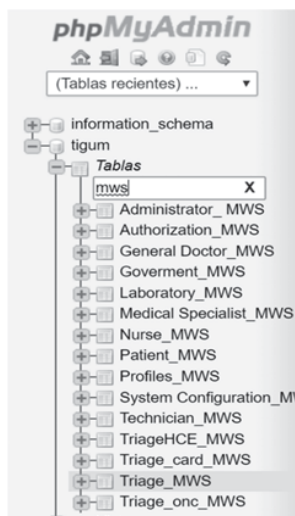 phpMyAdmin
(Tablas recientes) ...
information_schema
tigum
Tablas
mws X
Administrator_ MWS
Authorization_MWS
General Doctor_MWS
Goverment_MWS
Laboratory_MWS
Medical Specialist_MWS
Nurse_MWS
Patient_MWS
Profiles_MWS
System Configuration_M
Technician_MWS
TriageHCE_MWS
Triage_card_MWS
Triage_MWS
Triage_onc_MWS